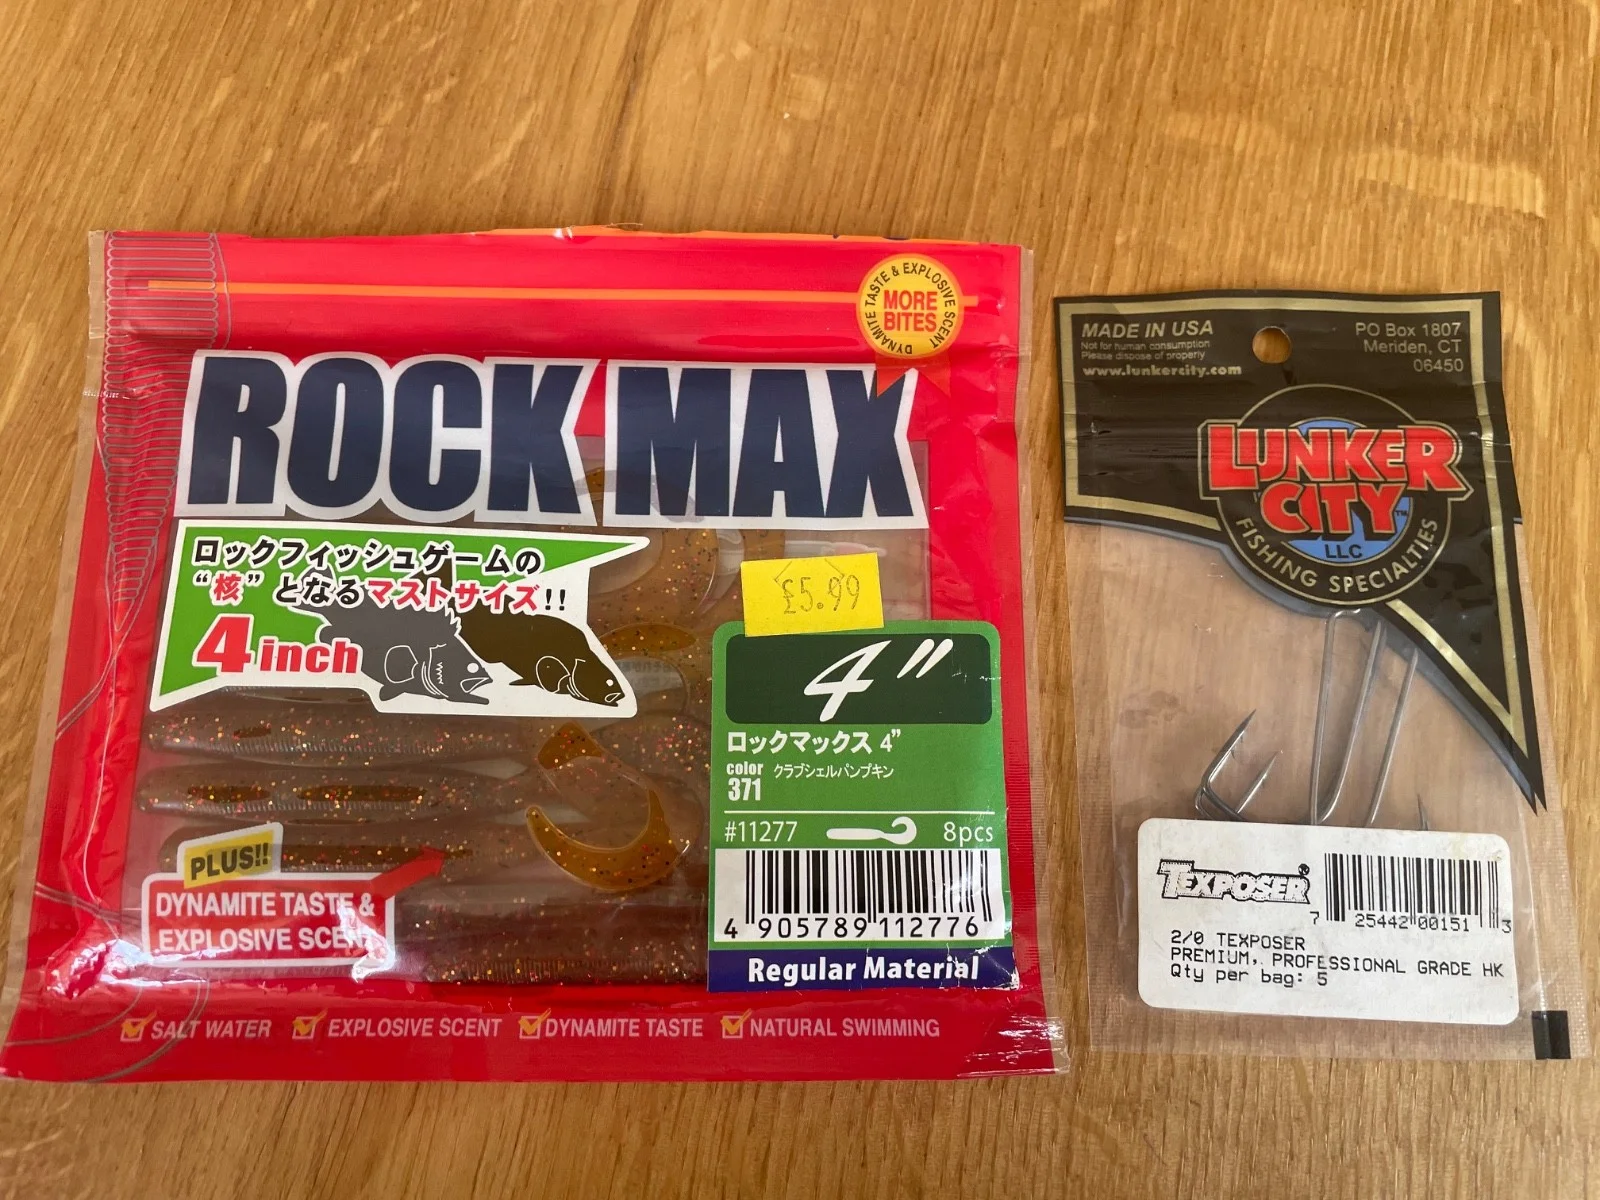 DYNAMITE TASTE & EXPLOSIVE SCENT
MORE
BITES
ROCK MAX
ロックフィッシュゲームの
“核”となるマストサイズ!!
4inch
£5.99
4"
ロックマックス 4"
color クラブシェルパンプキン
371
#11277 8pcs
4 905789 112776
Regular Material
PLUS!!
DYNAMITE TASTE &
EXPLOSIVE SCENT
SALT WATER EXPLOSIVE SCENT DYNAMITE TASTE NATURAL SWIMMING
MADE IN USA
Not for human consumption
Please dispose of properly
www.lunkercity.com
PO Box 1807
Meriden, CT
06450
LUNKER
CITY™
LLC
FISHING SPECIALTIES
TEXPOSER®
7 25442 00151 3
2/0 TEXPOSER
PREMIUM, PROFESSIONAL GRADE HK
Qty per bag: 5